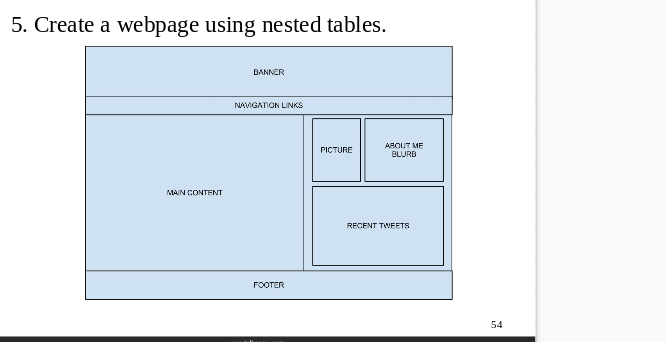 5. Create a webpage using nested tables.
BANNER
NAVIGATION LINKS
PICTURE
ABOUT ME
BLURB
MAIN CONTENT
RECENT TWEETS
FOOTER
54